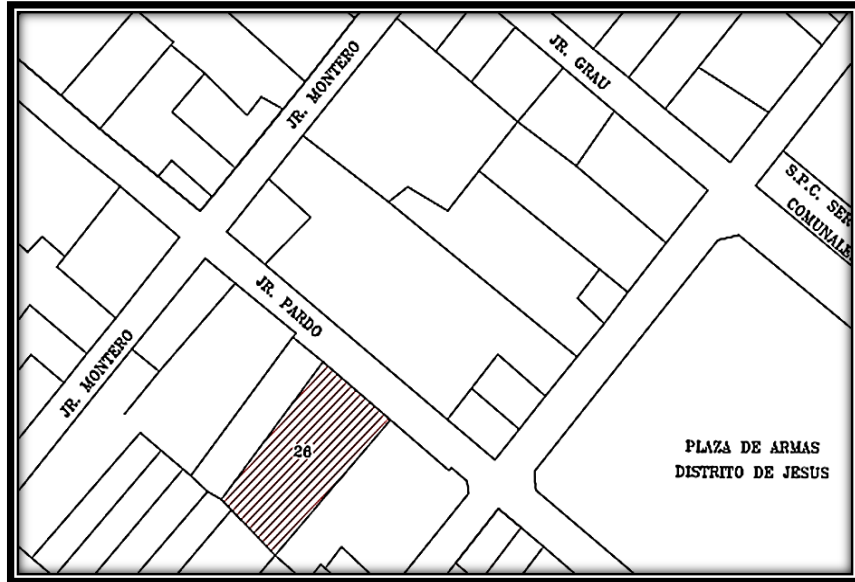 JR. MONTERO
JR. GRAU
S.P.C. SER
COMUNALE
JR. PARDO
JR. MONTERO
26
PLAZA DE ARMAS
DISTRITO DE JESUS